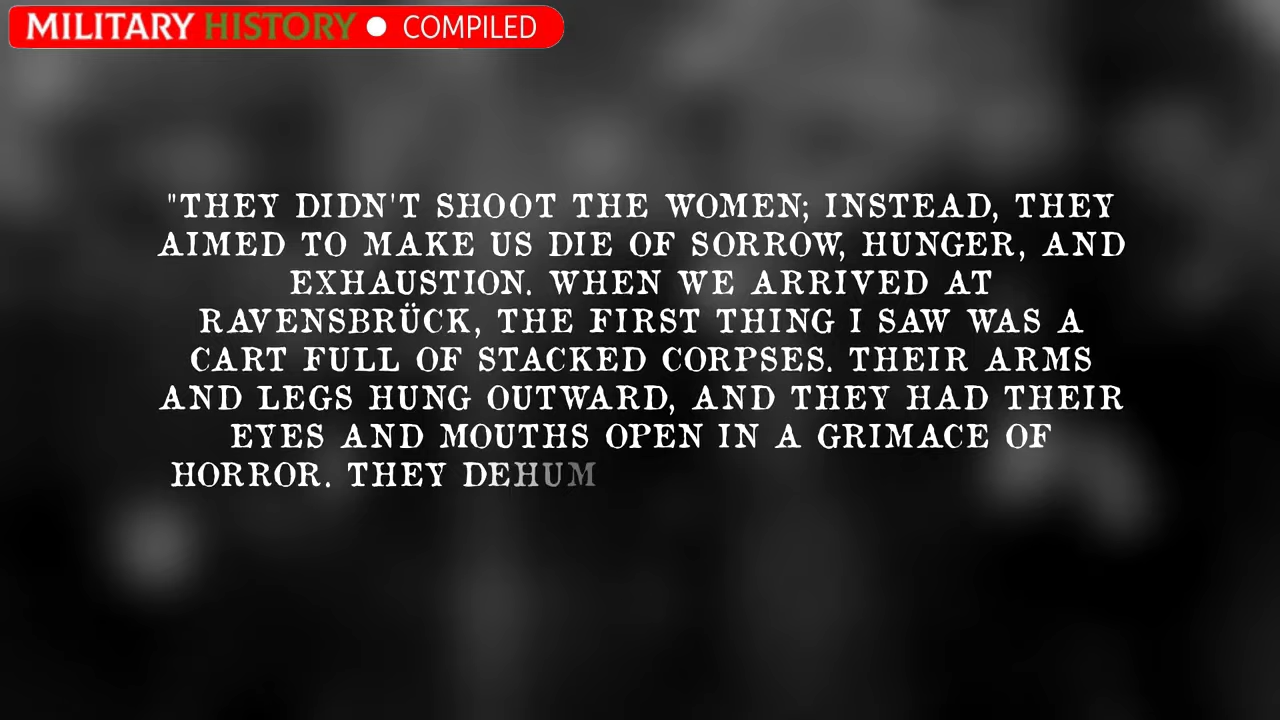 MILITARY HISTORY ● COMPILED
"THEY DIDN'T SHOOT THE WOMEN; INSTEAD, THEY
AIMED TO MAKE US DIE OF SORROW, HUNGER, AND
EXHAUSTION. WHEN WE ARRIVED AT
RAVENSBRÜCK, THE FIRST THING I SAW WAS A
CART FULL OF STACKED CORPSES. THEIR ARMS
AND LEGS HUNG OUTWARD, AND THEY HAD THEIR
EYES AND MOUTHS OPEN IN A GRIMACE OF
HORROR. THEY DEHUM